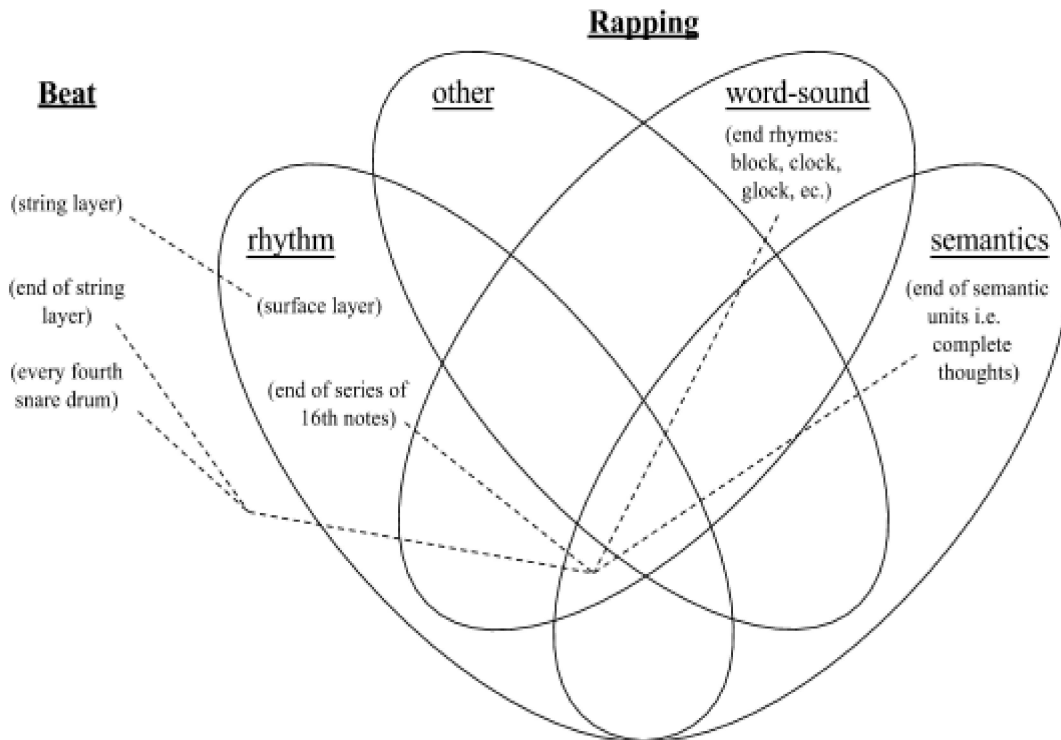 Rapping
Beat
other
word-sound
(end rhymes:
block, clock,
glock, ec.)
(string layer)
rhythm
semantics
(end of string
layer)
(surface layer)
(end of semantic
units i.e.
complete
thoughts)
(every fourth
snare drum)
(end of series of
16th notes)